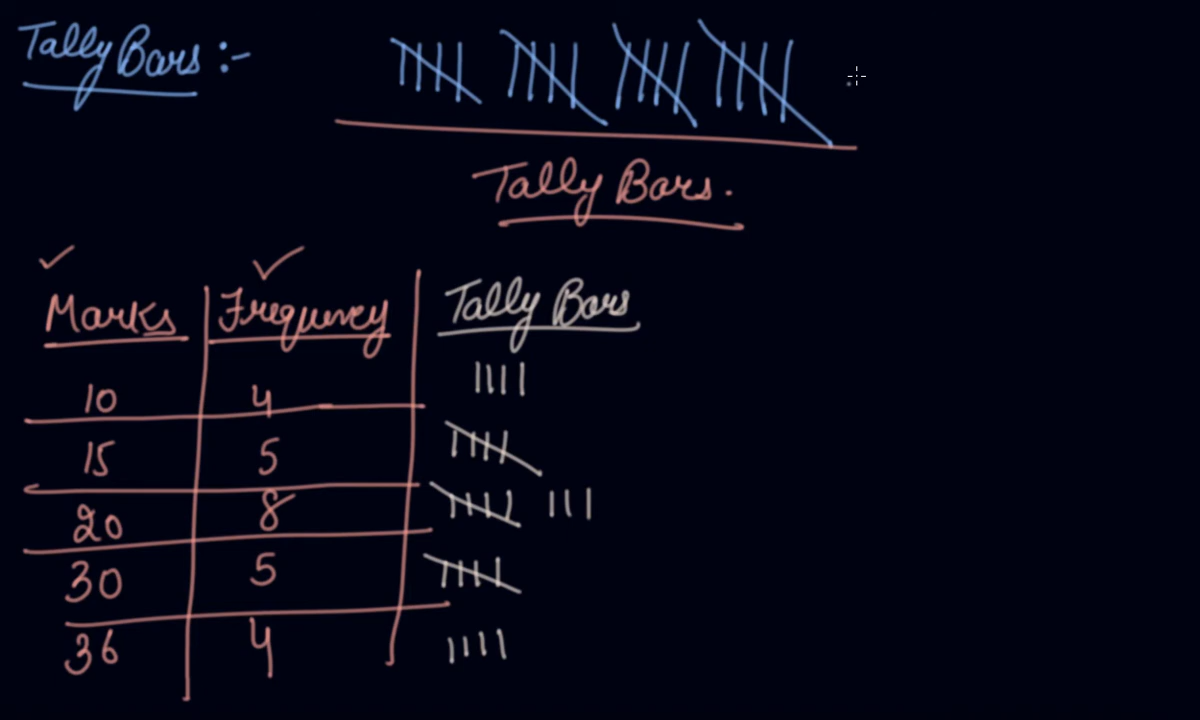 Tally Bars :-
Tally Bars.
Marks Frequency Tally Bars
10 4 ||||
15 5 ||||
20 8 |||| |||
30 5 ||||
36 4 ||||